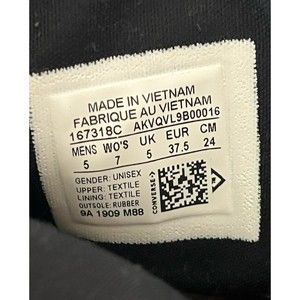 MADE IN VIETNAM
FABRIQUE AU VIETNAM
167318C AKVQVL9B00016
MENS WO'S UK EUR CM
5 7 5 37.5 24
GENDER: UNISEX
UPPER: TEXTILE
LINING: TEXTILE
OUTSOLE: RUBBER
9A 1909 M88
CONVERSE